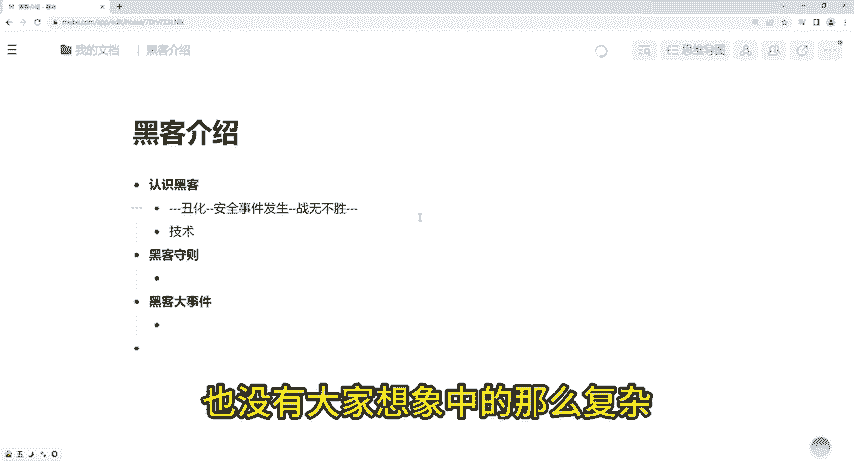 我的文档 | 黑客介绍
黑客介绍
认识黑客
---丑化--安全事件发生--战无不胜---
技术
黑客守则
黑客大事件
也没有大家想象中的那么复杂
五